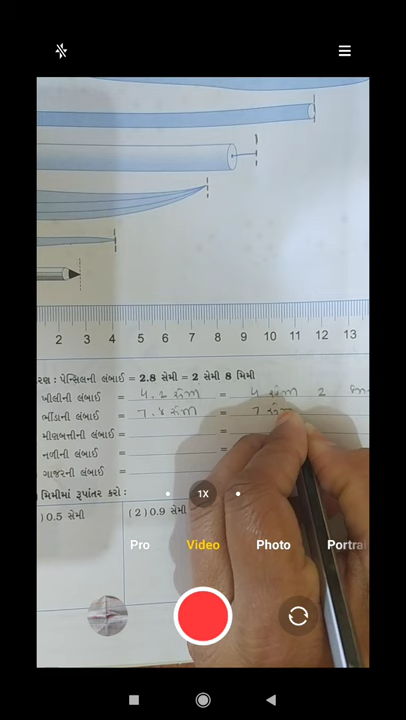 2 3 4 5 6 7 8 9 10 11 12 13
રણ : પેન્સિલની લંબાઈ = 2.8 સેમી = 2 સેમી 8 મિમી
ખીલીની લંબાઈ = 4.2 સેમી = 4 સેમી 2
ભીંડાની લંબાઈ = 7.4 સેમી = 7 સેમી
મીણબત્તીની લંબાઈ = =
નળીની લંબાઈ = =
ગાજરની લંબાઈ =
મિમીમાં રૂપાંતર કરો :
) 0.5 સેમી (2) 0.9 સેમી
1X
Pro Video Photo Portrai